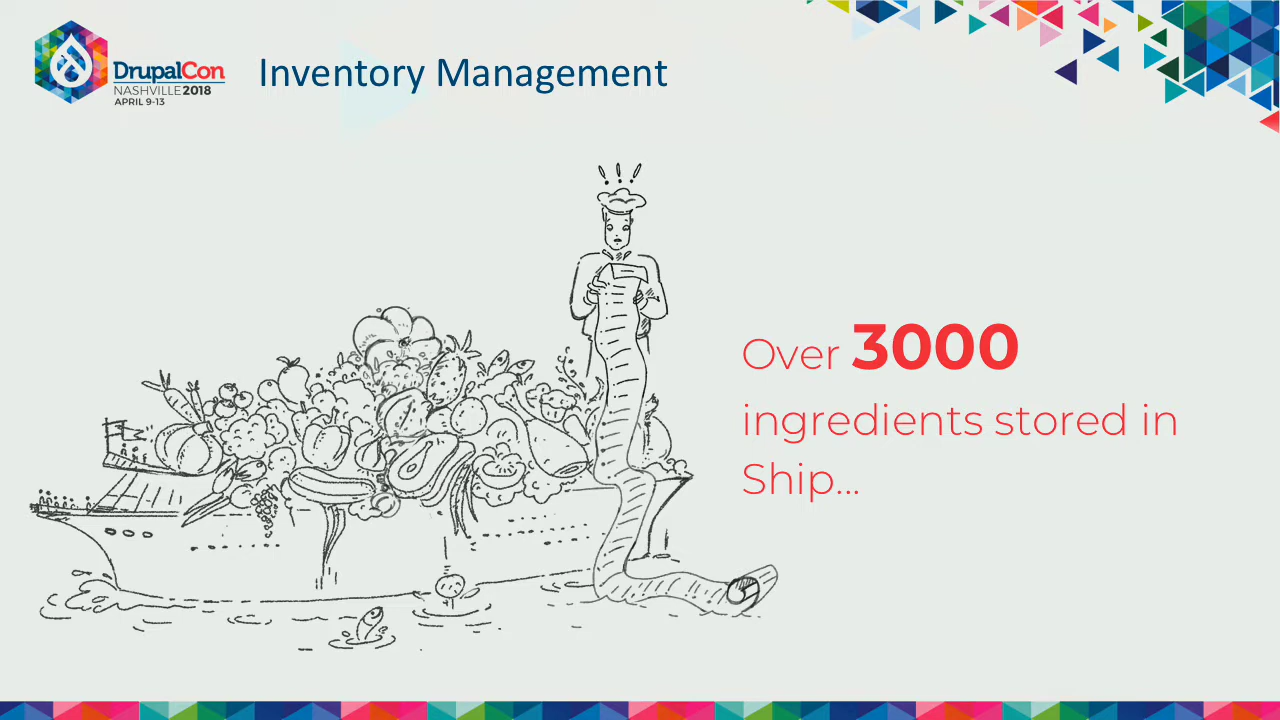 DrupalCon
NASHVILLE 2018
APRIL 9-13
Inventory Management
! ! !
Over 3000
ingredients stored in
Ship...